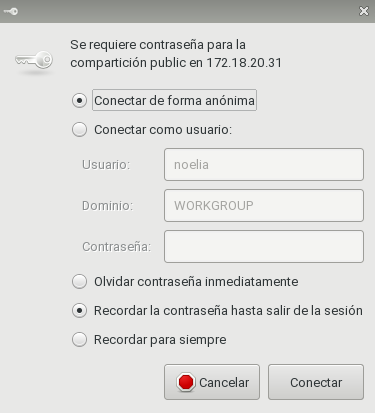 Se requiere contraseña para la
compartición public en 172.18.20.31
Conectar de forma anónima
Conectar como usuario:
Usuario: noelia
Dominio: WORKGROUP
Contraseña:
Olvidar contraseña inmediatamente
Recordar la contraseña hasta salir de la sesión
Recordar para siempre
Cancelar Conectar